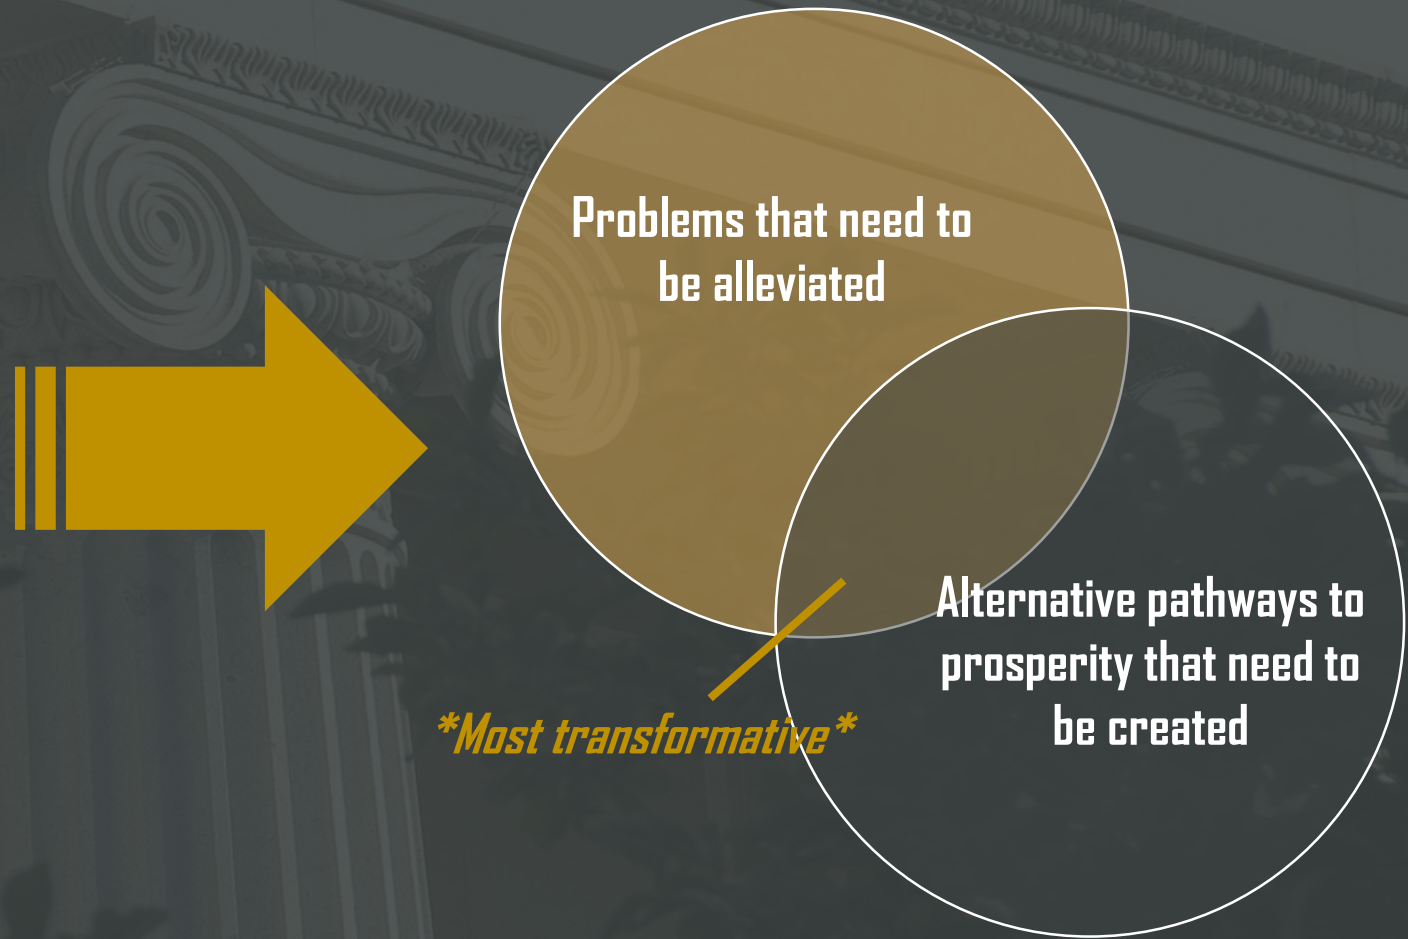 Problems that need to
be alleviated
Alternative pathways to
prosperity that need to
be created
*Most transformative*